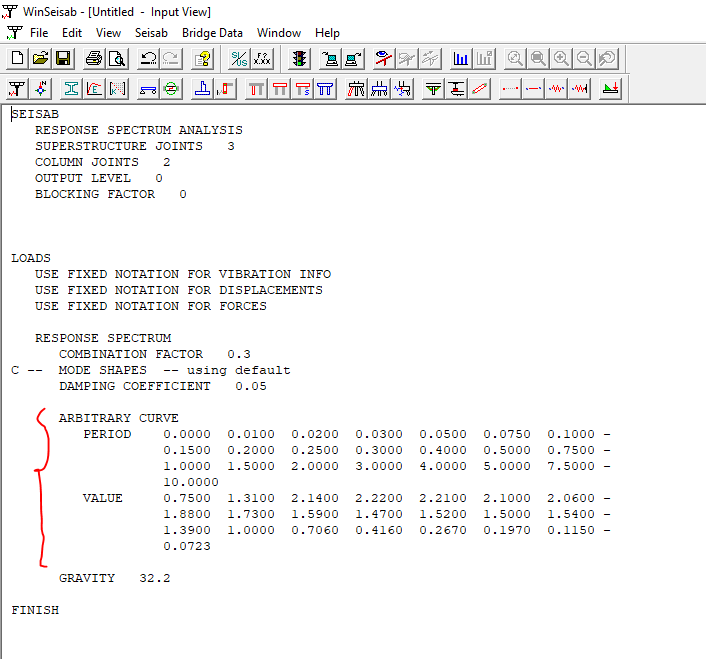 WinSeisab - [Untitled  -  Input View]
File  Edit  View  Seisab  Bridge Data  Window  Help
SI/US  Γ.?  X.XX
SEISAB
   RESPONSE SPECTRUM ANALYSIS
   SUPERSTRUCTURE JOINTS   3
   COLUMN JOINTS   2
   OUTPUT LEVEL   0
   BLOCKING FACTOR   0
LOADS
   USE FIXED NOTATION FOR VIBRATION INFO
   USE FIXED NOTATION FOR DISPLACEMENTS
   USE FIXED NOTATION FOR FORCES
   RESPONSE SPECTRUM
      COMBINATION FACTOR   0.3
C --  MODE SHAPES  -- using default
      DAMPING COEFFICIENT   0.05
      ARBITRARY CURVE
         PERIOD    0.0000  0.0100  0.0200  0.0300  0.0500  0.0750  0.1000 -
                   0.1500  0.2000  0.2500  0.3000  0.4000  0.5000  0.7500 -
                   1.0000  1.5000  2.0000  3.0000  4.0000  5.0000  7.5000 -
                   10.0000
         VALUE     0.7500  1.3100  2.1400  2.2200  2.2100  2.1000  2.0600 -
                   1.8800  1.7300  1.5900  1.4700  1.5200  1.5000  1.5400 -
                   1.3900  1.0000  0.7060  0.4160  0.2670  0.1970  0.1150 -
                   0.0723
      GRAVITY   32.2
FINISH